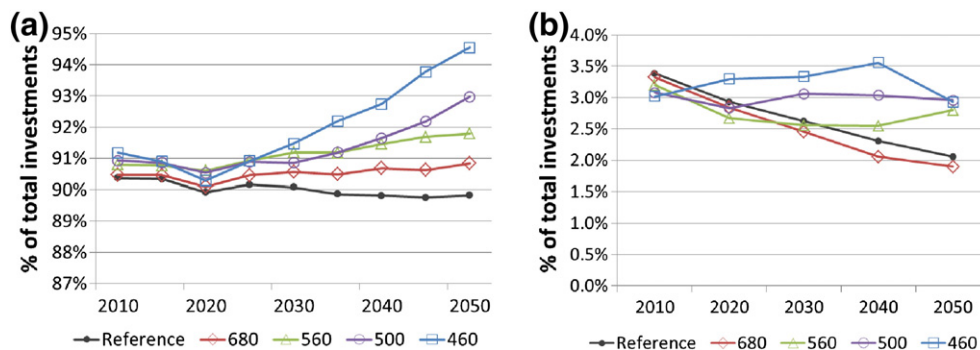 (a)
% of total investments
95%
94%
93%
92%
91%
90%
89%
88%
87%
2010 2020 2030 2040 2050
Reference 680 560 500 460
(b)
% of total investments
4.0%
3.5%
3.0%
2.5%
2.0%
1.5%
1.0%
0.5%
0.0%
2010 2020 2030 2040 2050
Reference 680 560 500 460